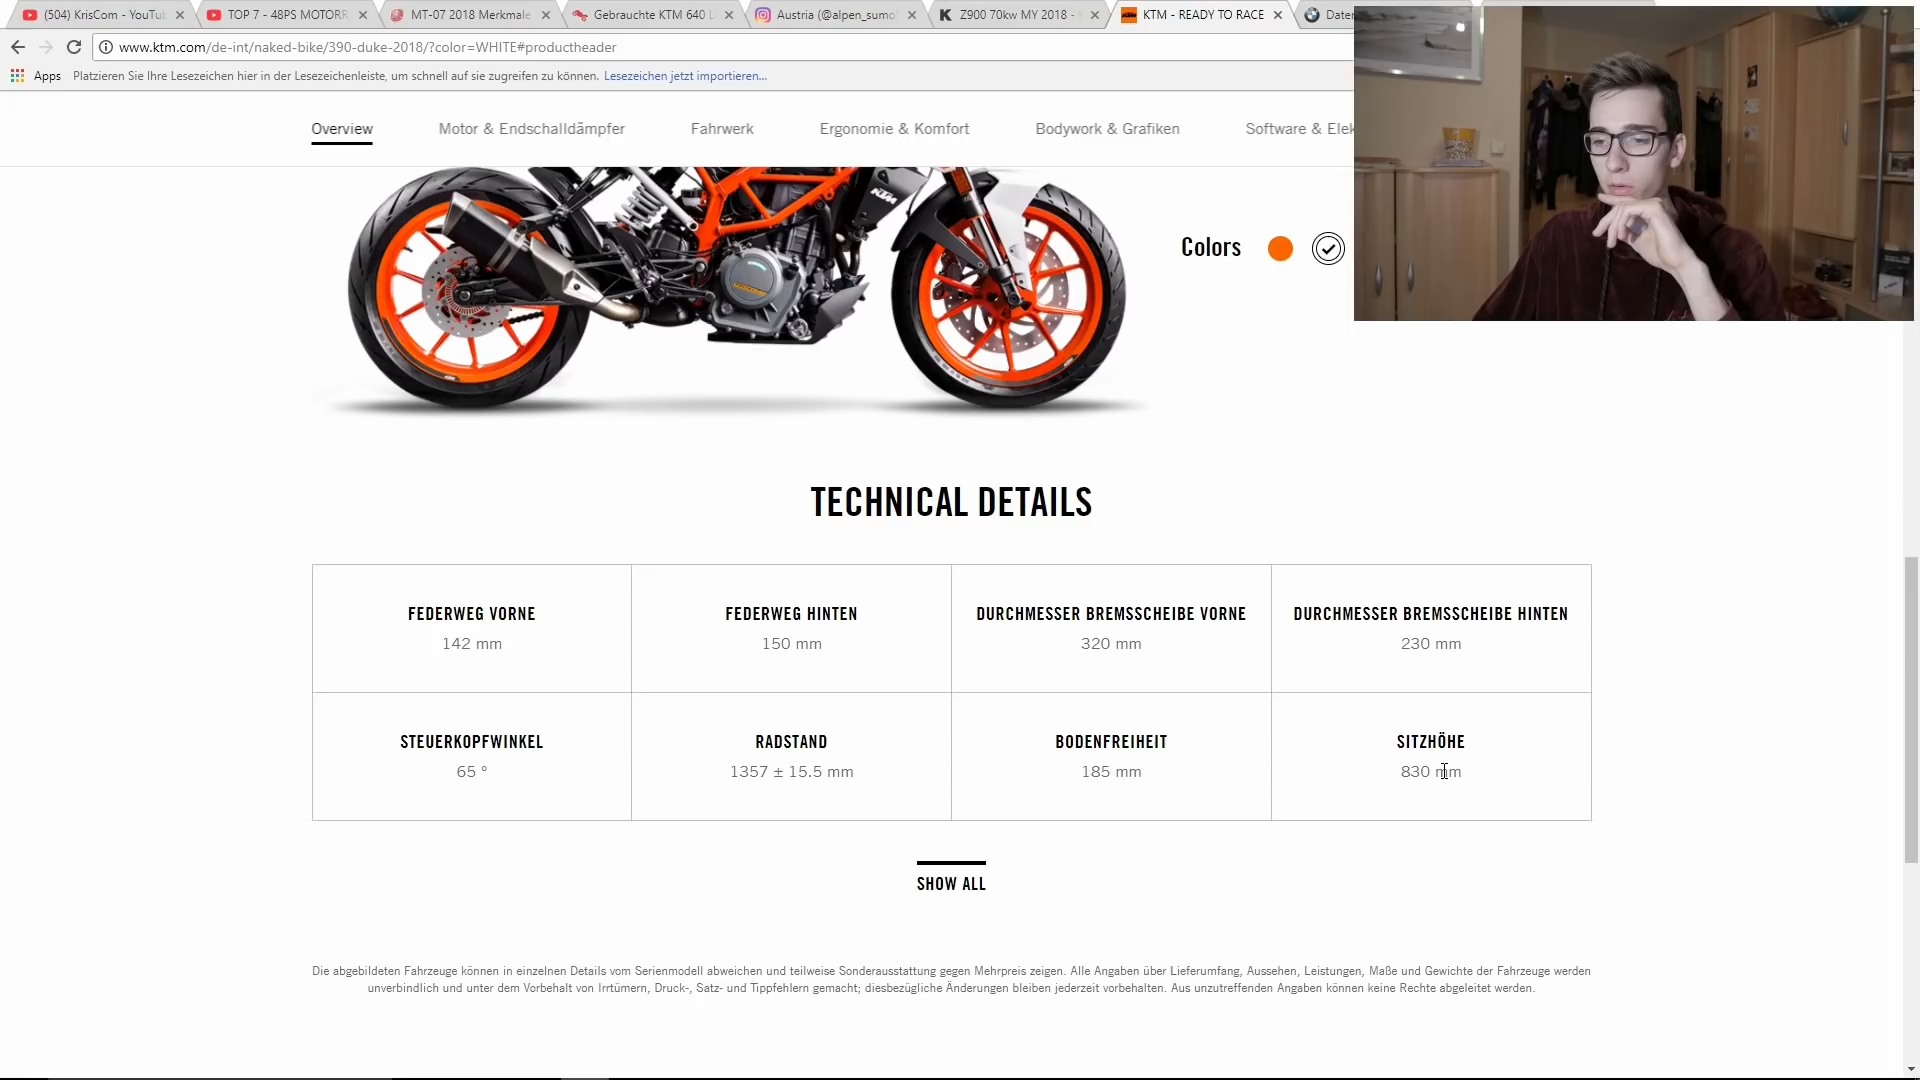 (504) KrisCom - YouTu
TOP 7 - 48PS MOTORR
MT-07 2018 Merkmale
Gebrauchte KTM 640 L
Austria (@alpen_sumo
Z900 70kw MY 2018 -
KTM - READY TO RACE
Daten
www.ktm.com/de-int/naked-bike/390-duke-2018/?color=WHITE#productheader
Apps Platzieren Sie Ihre Lesezeichen hier in der Lesezeichenleiste, um schnell auf sie zugreifen zu können. Lesezeichen jetzt importieren...
Overview Motor & Endschalldämpfer Fahrwerk Ergonomie & Komfort Bodywork & Grafiken Software & Elek
KTM
Colors
TECHNICAL DETAILS
FEDERWEG VORNE
142 mm
FEDERWEG HINTEN
150 mm
DURCHMESSER BREMSSCHEIBE VORNE
320 mm
DURCHMESSER BREMSSCHEIBE HINTEN
230 mm
STEUERKOPFWINKEL
65 °
RADSTAND
1357 ± 15.5 mm
BODENFREIHEIT
185 mm
SITZHÖHE
830 mm
SHOW ALL
Die abgebildeten Fahrzeuge können in einzelnen Details vom Serienmodell abweichen und teilweise Sonderausstattung gegen Mehrpreis zeigen. Alle Angaben über Lieferumfang, Aussehen, Leistungen, Maße und Gewichte der Fahrzeuge werden
unverbindlich und unter dem Vorbehalt von Irrtümern, Druck-, Satz- und Tippfehlern gemacht; diesbezügliche Änderungen bleiben jederzeit vorbehalten. Aus unzutreffenden Angaben können keine Rechte abgeleitet werden.